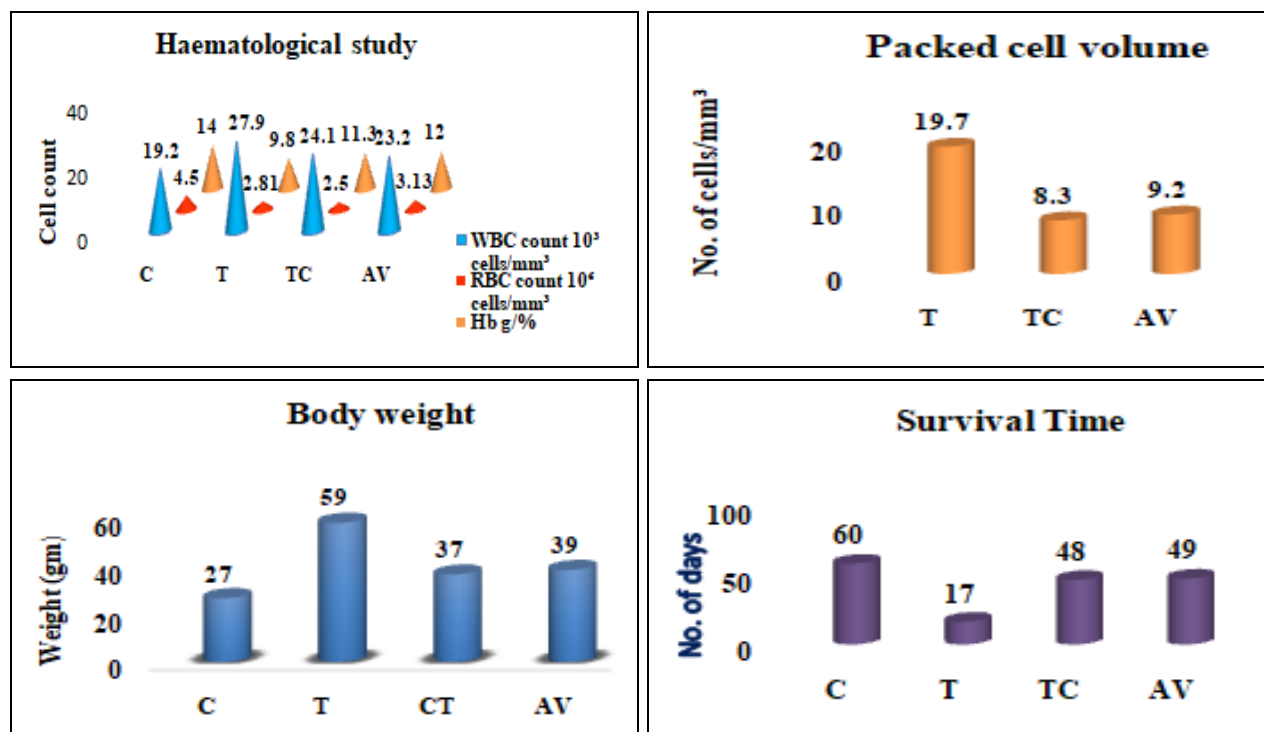 Haematological study
40
20
0
Cell count
19.2
4.5
14
27.9
2.81
9.8
24.1
2.5
11.3
23.2
3.13
12
C T TC AV
WBC count 10³
cells/mm³
RBC count 10⁶
cells/mm³
Hb g/%
Packed cell volume
No. of cells/mm³
20
10
0
19.7
8.3
9.2
T TC AV
Body weight
Weight (gm)
60
40
20
0
27
59
37
39
C T CT AV
Survival Time
No. of days
100
50
0
60
17
48
49
C T TC AV